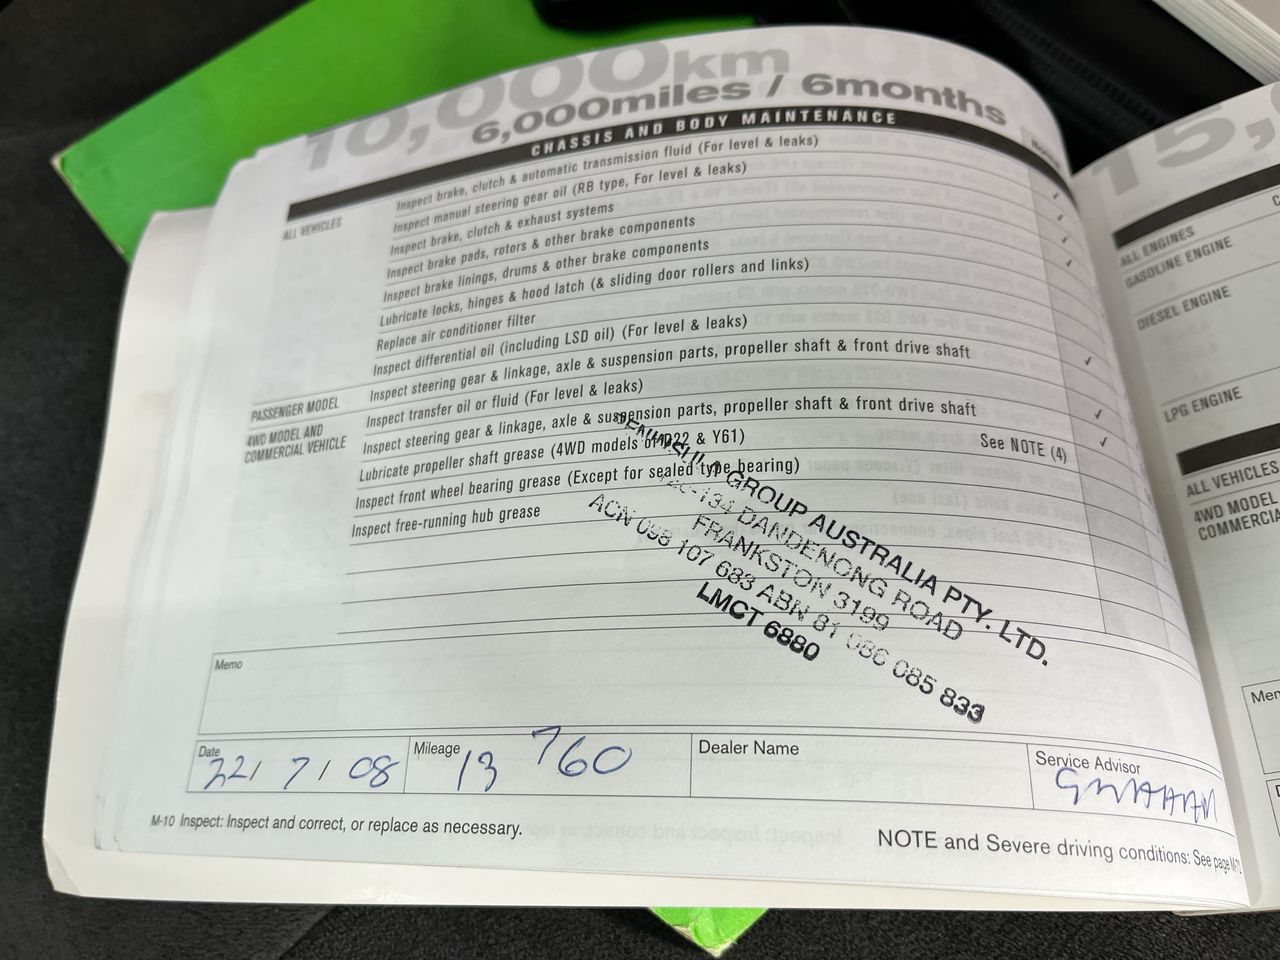 10,000km
6,000miles / 6months
CHASSIS AND BODY MAINTENANCE
Normal
ALL VEHICLES
Inspect brake, clutch & automatic transmission fluid (For level & leaks)
Inspect manual steering gear oil (RB type, For level & leaks)
Inspect brake, clutch & exhaust systems
Inspect brake pads, rotors & other brake components
Inspect brake linings, drums & other brake components
Lubricate locks, hinges & hood latch (& sliding door rollers and links)
Replace air conditioner filter
Inspect differential oil (including LSD oil) (For level & leaks)
PASSENGER MODEL
Inspect steering gear & linkage, axle & suspension parts, propeller shaft & front drive shaft
4WD MODEL AND
COMMERCIAL VEHICLE
Inspect transfer oil or fluid (For level & leaks)
Inspect steering gear & linkage, axle & suspension parts, propeller shaft & front drive shaft
Lubricate propeller shaft grease (4WD models of D22 & Y61)
See NOTE (4)
Inspect front wheel bearing grease (Except for sealed type bearing)
Inspect free-running hub grease
GROUP AUSTRALIA PTY. LTD.
DANDENONG ROAD
FRANKSTON 3199
ACN 098 107 683 ABN 81 086 085 833
LMCT 6880
Memo
Date
22/ 7 / 08
Mileage
13 760
Dealer Name
Service Advisor
GRAHAM
M-10 Inspect: Inspect and correct, or replace as necessary.
NOTE and Severe driving conditions: See page
15,
ALL ENGINES
GASOLINE ENGINE
DIESEL ENGINE
LPG ENGINE
ALL VEHICLES
4WD MODEL
COMMERCIA